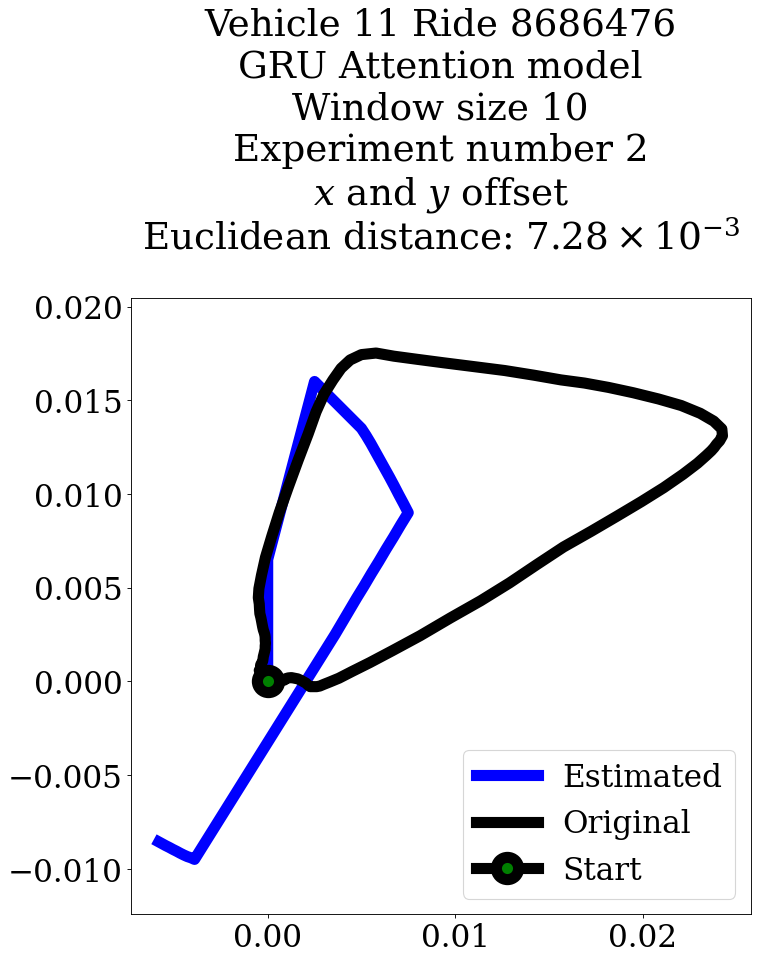 Vehicle 11 Ride 8686476
GRU Attention model
Window size 10
Experiment number 2
x and y offset
Euclidean distance: 7.28 × 10⁻³
0.020
0.015
0.010
0.005
0.000
−0.005
−0.010
Estimated
Original
Start
0.00 0.01 0.02